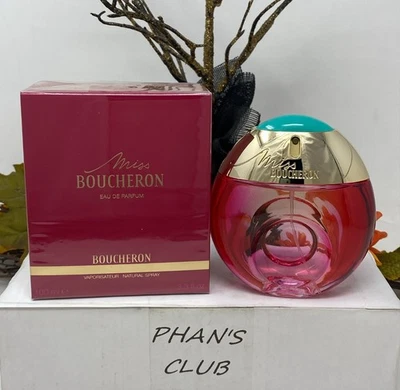 Miss
BOUCHERON
EAU DE PARFUM
BOUCHERON
VAPORISATEUR NATURAL SPRAY
Miss
BOUCHERON
PHAN'S
CLUB